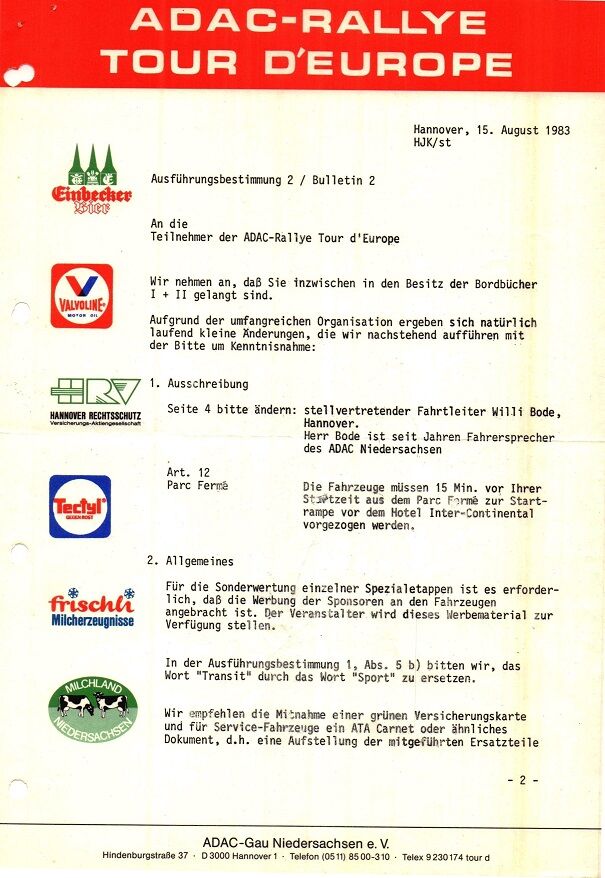 ADAC-RALLYE
TOUR D'EUROPE
Hannover, 15. August 1983
HJK/st
Einbecker
Bier
Ausführungsbestimmung 2 / Bulletin 2
An die
Teilnehmer der ADAC-Rallye Tour d'Europe
VALVOLINE
MOTOR OIL
Wir nehmen an, daß Sie inzwischen in den Besitz der Bordbücher
I + II gelangt sind.
Aufgrund der umfangreichen Organisation ergeben sich natürlich
laufend kleine Änderungen, die wir nachstehend aufführen mit
der Bitte um Kenntnisnahme:
HRV
HANNOVER RECHTSSCHUTZ
Versicherungs-Aktiengesellschaft
1. Ausschreibung
Seite 4 bitte ändern: stellvertretender Fahrtleiter Willi Bode,
Hannover.
Herr Bode ist seit Jahren Fahrersprecher
des ADAC Niedersachsen
Tectyl
GEGEN ROST
Art. 12
Parc Fermé
Die Fahrzeuge müssen 15 Min. vor Ihrer
Startzeit aus dem Parc Fermé zur Start-
rampe vor dem Hotel Inter-Continental
vorgezogen werden.
2. Allgemeines
frischli
Milcherzeugnisse
Für die Sonderwertung einzelner Spezialetappen ist es erforder-
lich, daß die Werbung der Sponsoren an den Fahrzeugen
angebracht ist. Der Veranstalter wird dieses Werbematerial zur
Verfügung stellen.
MILCHLAND
NIEDERSACHSEN
In der Ausführungsbestimmung 1, Abs. 5 b) bitten wir, das
Wort "Transit" durch das Wort "Sport" zu ersetzen.
Wir empfehlen die Mitnahme einer grünen Versicherungskarte
und für Service-Fahrzeuge ein ATA Carnet oder ähnliches
Dokument, d.h. eine Aufstellung der mitgeführten Ersatzteile
- 2 -
ADAC-Gau Niedersachsen e. V.
Hindenburgstraße 37 · D 3000 Hannover 1 · Telefon (05 11) 85 00-310 · Telex 9 230 174 tour d